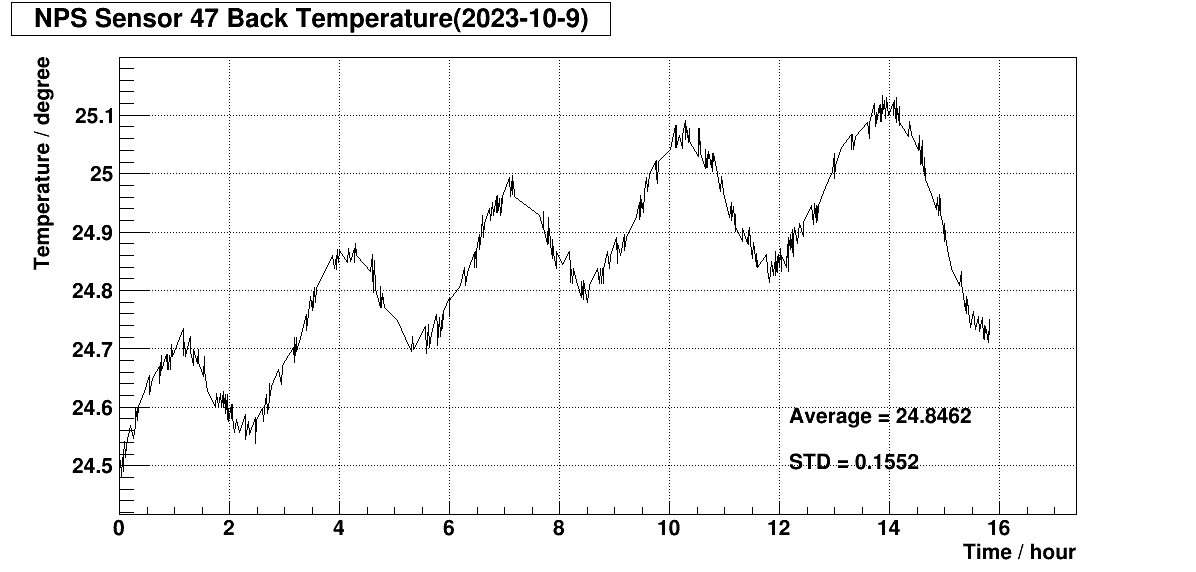 NPS Sensor 47 Back Temperature(2023-10-9)
Temperature / degree
25.1
25
24.9
24.8
24.7
24.6
24.5
Average = 24.8462
STD = 0.1552
0 2 4 6 8 10 12 14 16
Time / hour